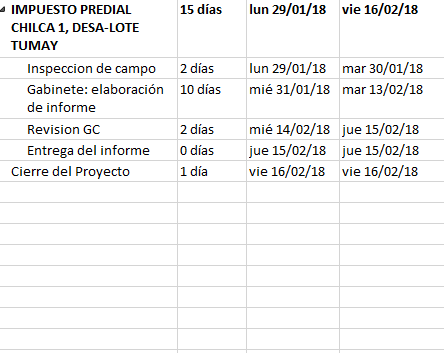 IMPUESTO PREDIAL 15 días lun 29/01/18 vie 16/02/18
CHILCA 1, DESA-LOTE
TUMAY
Inspeccion de campo 2 días lun 29/01/18 mar 30/01/18
Gabinete: elaboración 10 días mié 31/01/18 mar 13/02/18
de informe
Revision GC 2 días mié 14/02/18 jue 15/02/18
Entrega del informe 0 días jue 15/02/18 jue 15/02/18
Cierre del Proyecto 1 día vie 16/02/18 vie 16/02/18